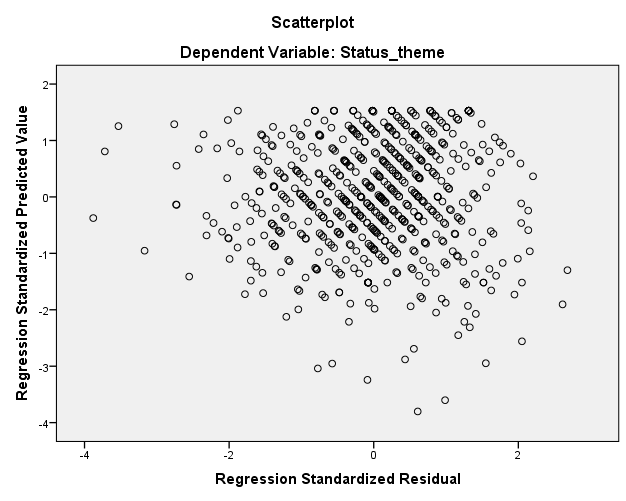 Scatterplot
Dependent Variable: Status_theme
Regression Standardized Predicted Value
2
1
0
-1
-2
-3
-4
-4
-2
0
2
Regression Standardized Residual